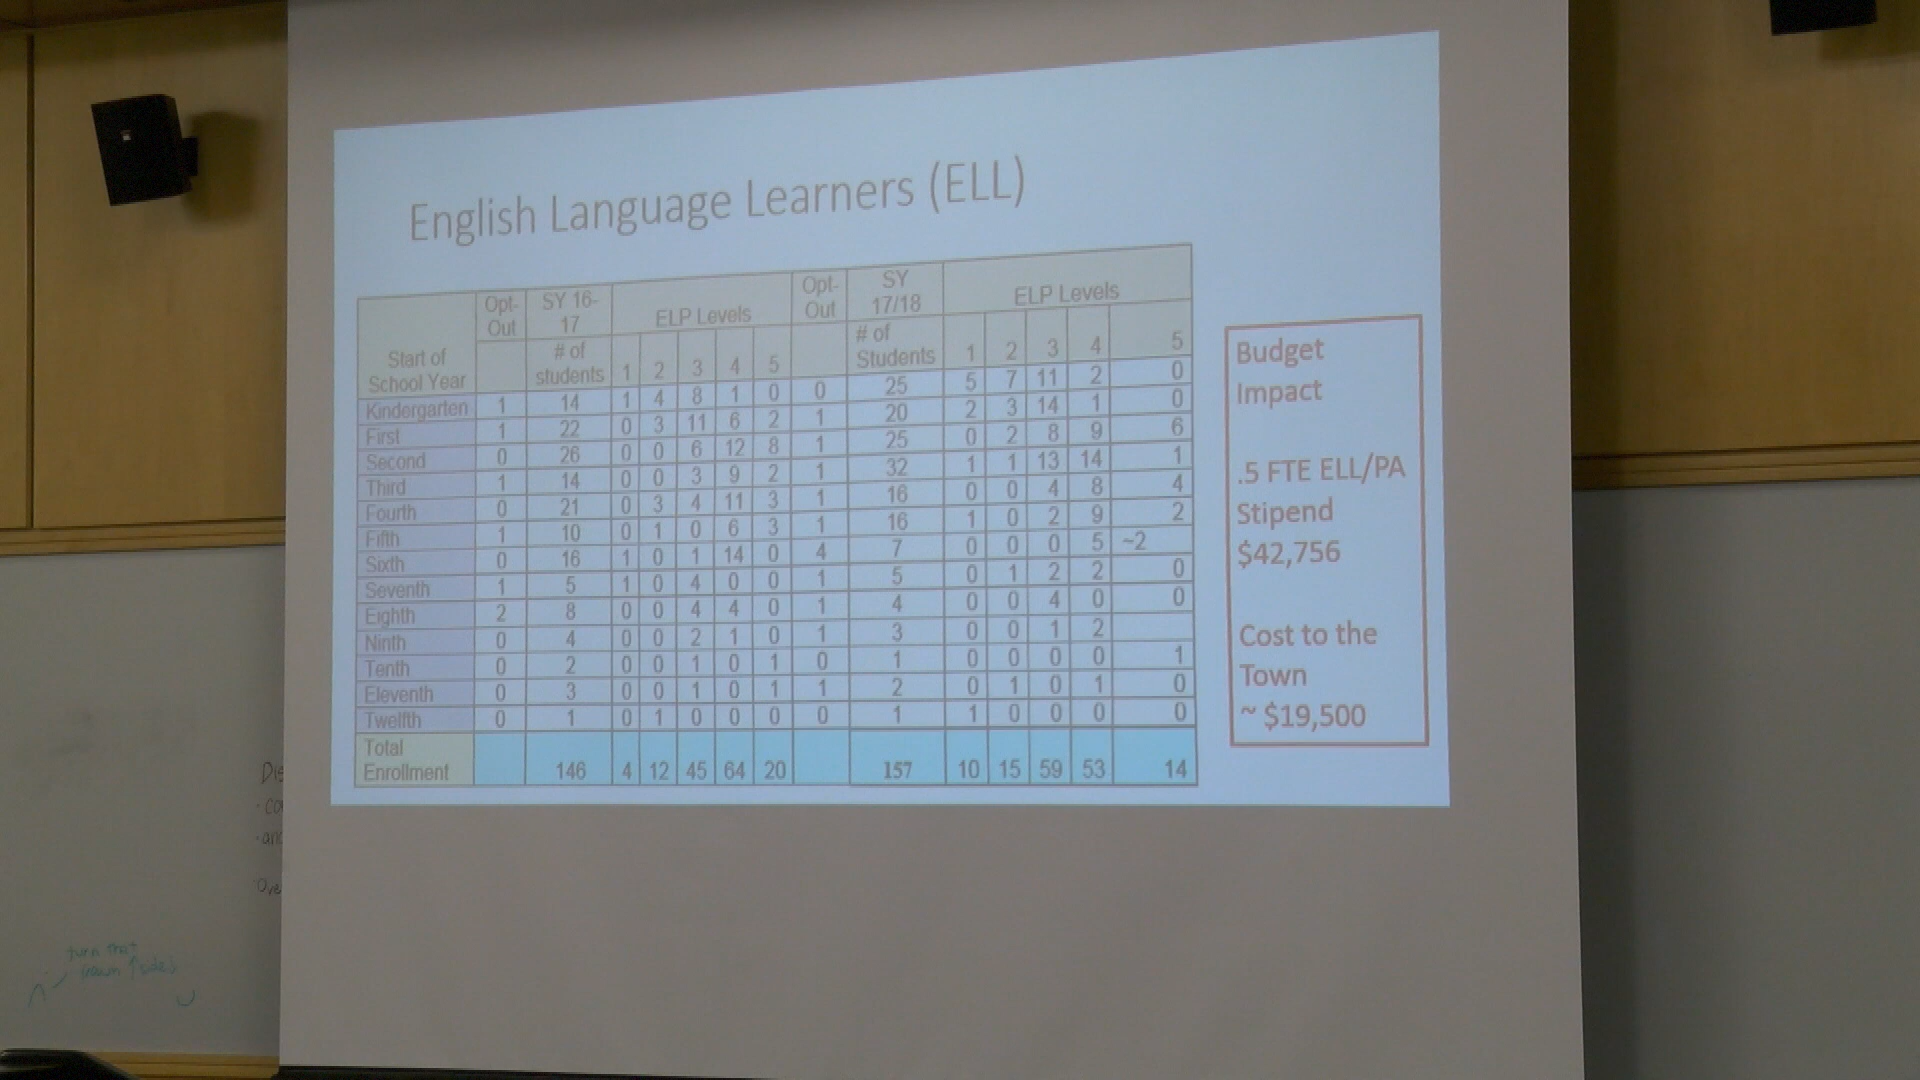 English Language Learners (ELL)
Start of School Year Opt-Out SY 16-17 # of students ELP Levels 1 2 3 4 5 Opt-Out SY 17/18 # of Students ELP Levels 1 2 3 4 5
Kindergarten 1 14 1 4 8 1 0 0 25 5 7 11 2 0
First 1 22 0 3 11 6 2 1 20 2 3 14 1 0
Second 0 26 0 0 6 12 8 1 25 0 2 8 9 6
Third 1 14 0 0 3 9 2 1 32 1 1 13 14 1
Fourth 0 21 0 3 4 11 3 1 16 0 0 4 8 4
Fifth 1 10 0 1 0 6 3 1 16 1 0 2 9 2
Sixth 0 16 1 0 1 14 0 4 7 0 0 0 5 ~2
Seventh 1 5 1 0 4 0 0 1 5 0 1 2 2 0
Eighth 2 8 0 0 4 4 0 1 4 0 0 4 0 0
Ninth 0 4 0 0 2 1 0 1 3 0 0 1 2
Tenth 0 2 0 0 1 0 1 0 1 0 0 0 0 1
Eleventh 0 3 0 0 1 0 1 1 2 0 1 0 1 0
Twelfth 0 1 0 1 0 0 0 0 1 1 0 0 0 0
Total Enrollment 146 4 12 45 64 20 157 10 15 59 53 14
Budget
Impact
.5 FTE ELL/PA
Stipend
$42,756
Cost to the
Town
~ $19,500
turn that